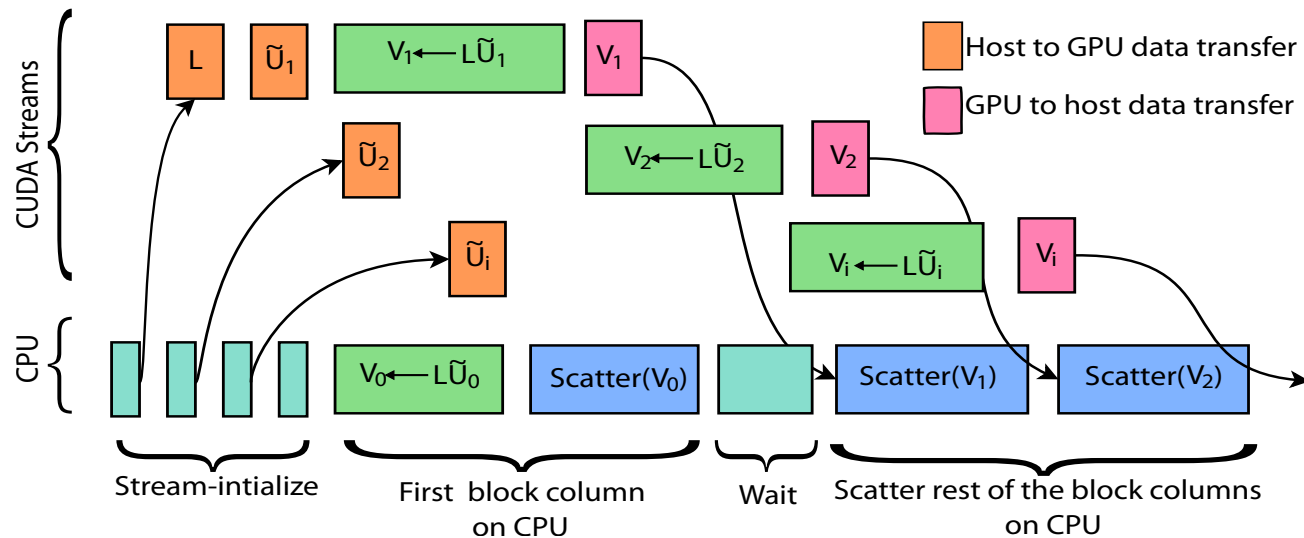 CUDA Streams
L
Ũ₁
V₁←LŨ₁
V₁
Host to GPU data transfer
GPU to host data transfer
Ũ₂
V₂←LŨ₂
V₂
Ũᵢ
Vᵢ←LŨᵢ
Vᵢ
CPU
V₀←LŨ₀
Scatter(V₀)
Scatter(V₁)
Scatter(V₂)
Stream-intialize
First block column
on CPU
Wait
Scatter rest of the block columns
on CPU